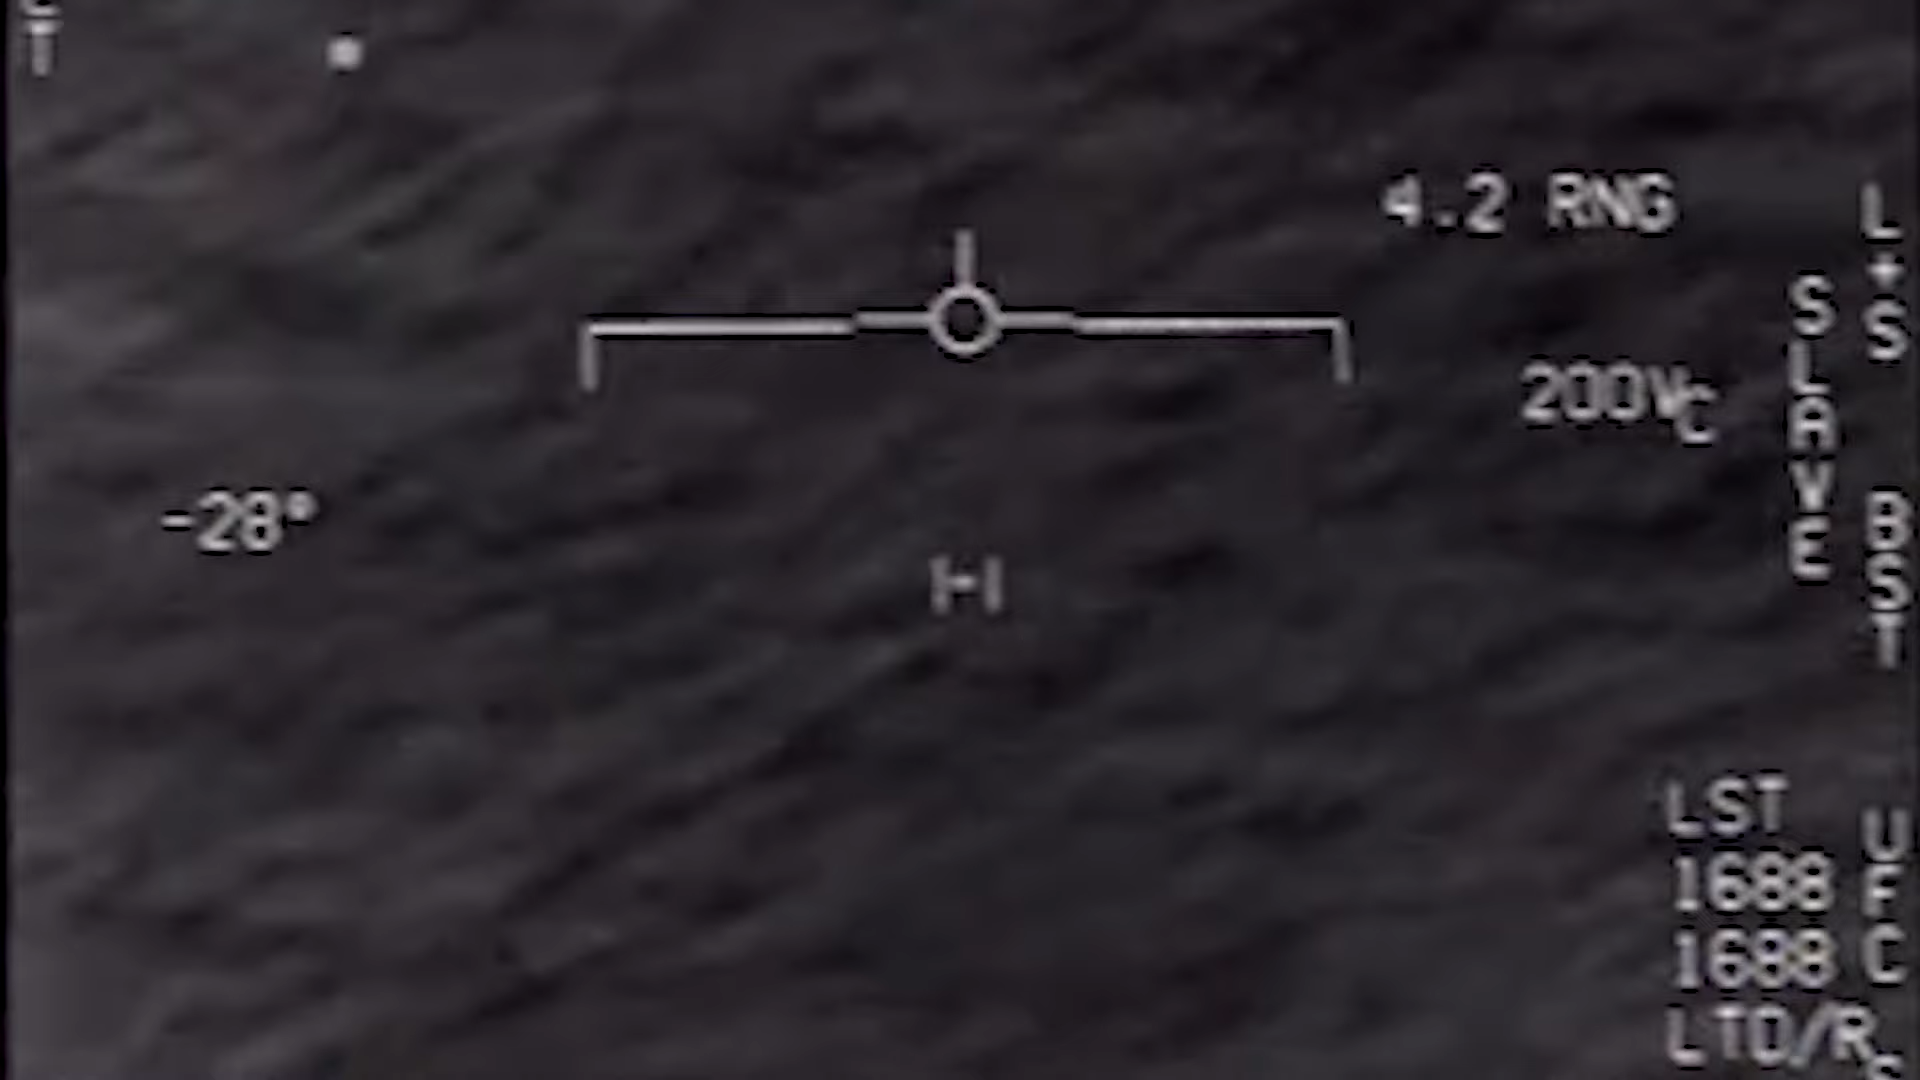 T
4.2 RNG
200VC
-28°
L+S
SLAVE
BST
LST
1688
1688
LTD/R
UFC